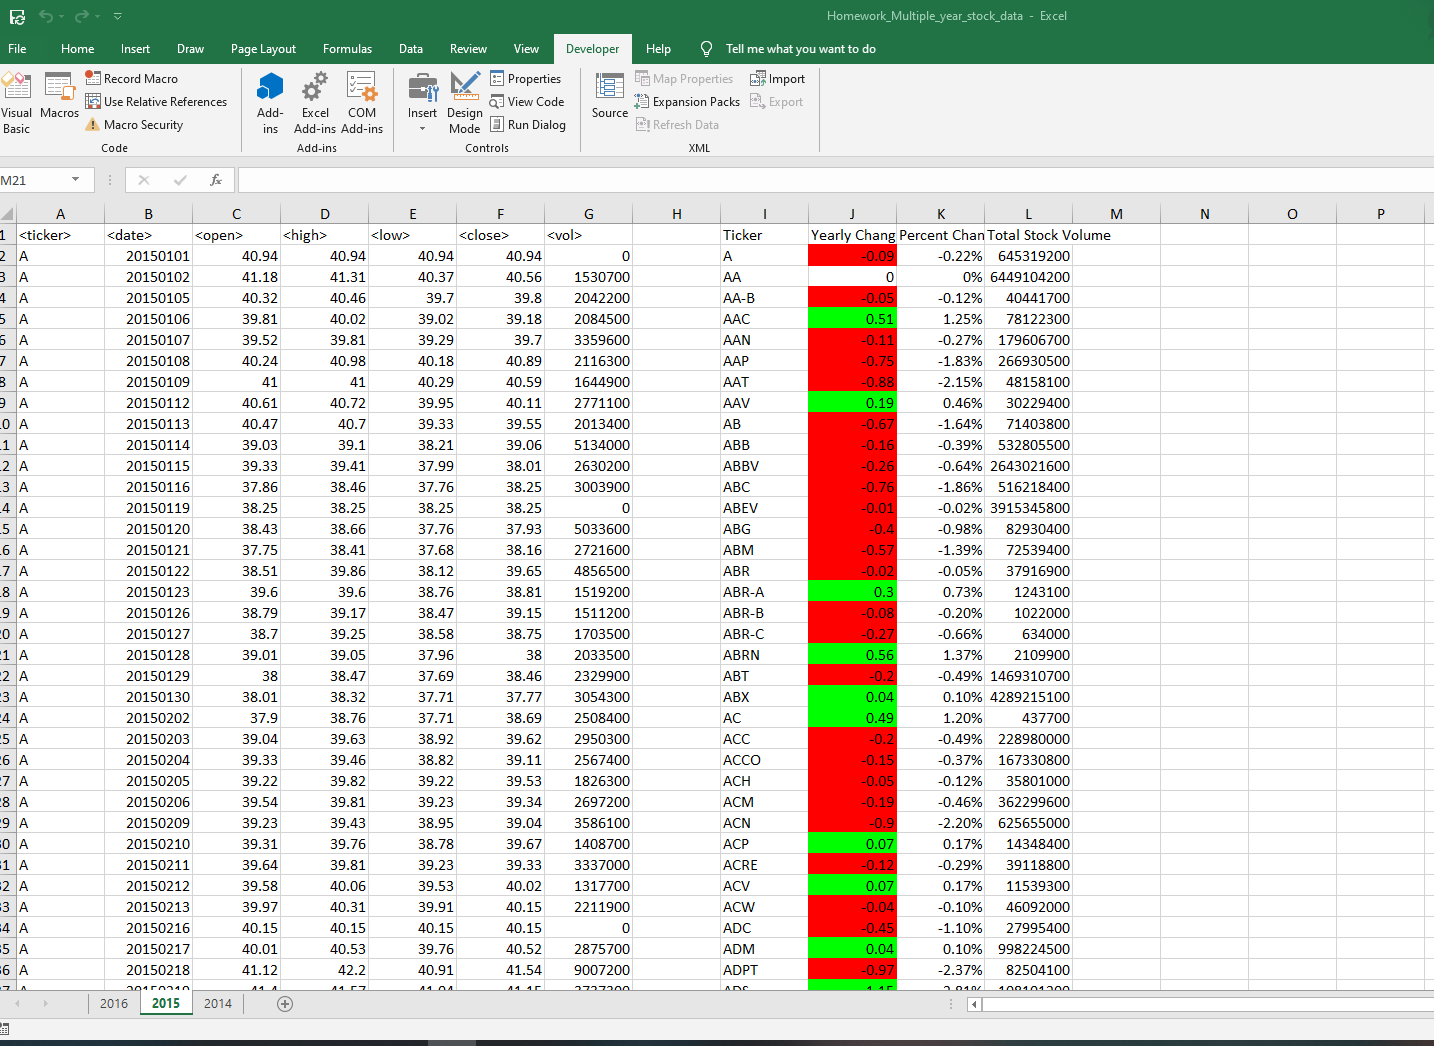 Homework_Multiple_year_stock_data - Excel
File Home Insert Draw Page Layout Formulas Data Review View Developer Help Tell me what you want to do
Visual Basic
Macros
Record Macro
Use Relative References
Macro Security
Code
Add-ins
Excel Add-ins
COM Add-ins
Add-ins
Insert
Design Mode
Properties
View Code
Run Dialog
Controls
Source
Map Properties
Expansion Packs
Refresh Data
Import
Export
XML
M21 fx
A B C D E F G H I J K L M N O P
1 <ticker> <date> <open> <high> <low> <close> <vol> Ticker Yearly Chang Percent Chan Total Stock Volume
2 A 20150101 40.94 40.94 40.94 40.94 0 A -0.09 -0.22% 645319200
3 A 20150102 41.18 41.31 40.37 40.56 1530700 AA 0 0% 6449104200
4 A 20150105 40.32 40.46 39.7 39.8 2042200 AA-B -0.05 -0.12% 40441700
5 A 20150106 39.81 40.02 39.02 39.18 2084500 AAC 0.51 1.25% 78122300
6 A 20150107 39.52 39.81 39.29 39.7 3359600 AAN -0.11 -0.27% 179606700
7 A 20150108 40.24 40.98 40.18 40.89 2116300 AAP -0.75 -1.83% 266930500
8 A 20150109 41 41 40.29 40.59 1644900 AAT -0.88 -2.15% 48158100
9 A 20150112 40.61 40.72 39.95 40.11 2771100 AAV 0.19 0.46% 30229400
0 A 20150113 40.47 40.7 39.33 39.55 2013400 AB -0.67 -1.64% 71403800
1 A 20150114 39.03 39.1 38.21 39.06 5134000 ABB -0.16 -0.39% 532805500
2 A 20150115 39.33 39.41 37.99 38.01 2630200 ABBV -0.26 -0.64% 2643021600
3 A 20150116 37.86 38.46 37.76 38.25 3003900 ABC -0.76 -1.86% 516218400
4 A 20150119 38.25 38.25 38.25 38.25 0 ABEV -0.01 -0.02% 3915345800
5 A 20150120 38.43 38.66 37.76 37.93 5033600 ABG -0.4 -0.98% 82930400
6 A 20150121 37.75 38.41 37.68 38.16 2721600 ABM -0.57 -1.39% 72539400
7 A 20150122 38.51 39.86 38.12 39.65 4856500 ABR -0.02 -0.05% 37916900
8 A 20150123 39.6 39.6 38.76 38.81 1519200 ABR-A 0.3 0.73% 1243100
9 A 20150126 38.79 39.17 38.47 39.15 1511200 ABR-B -0.08 -0.20% 1022000
0 A 20150127 38.7 39.25 38.58 38.75 1703500 ABR-C -0.27 -0.66% 634000
1 A 20150128 39.01 39.05 37.96 38 2033500 ABRN 0.56 1.37% 2109900
2 A 20150129 38 38.47 37.69 38.46 2329900 ABT -0.2 -0.49% 1469310700
3 A 20150130 38.01 38.32 37.71 37.77 3054300 ABX 0.04 0.10% 4289215100
4 A 20150202 37.9 38.76 37.71 38.69 2508400 AC 0.49 1.20% 437700
5 A 20150203 39.04 39.63 38.92 39.62 2950300 ACC -0.2 -0.49% 228980000
6 A 20150204 39.33 39.46 38.82 39.11 2567400 ACCO -0.15 -0.37% 167330800
7 A 20150205 39.22 39.82 39.22 39.53 1826300 ACH -0.05 -0.12% 35801000
8 A 20150206 39.54 39.81 39.23 39.34 2697200 ACM -0.19 -0.46% 362299600
9 A 20150209 39.23 39.43 38.95 39.04 3586100 ACN -0.9 -2.20% 625655000
0 A 20150210 39.31 39.76 38.78 39.67 1408700 ACP 0.07 0.17% 14348400
1 A 20150211 39.64 39.81 39.23 39.33 3337000 ACRE -0.12 -0.29% 39118800
2 A 20150212 39.58 40.06 39.53 40.02 1317700 ACV 0.07 0.17% 11539300
3 A 20150213 39.97 40.31 39.91 40.15 2211900 ACW -0.04 -0.10% 46092000
4 A 20150216 40.15 40.15 40.15 40.15 0 ADC -0.45 -1.10% 27995400
5 A 20150217 40.01 40.53 39.76 40.52 2875700 ADM 0.04 0.10% 998224500
6 A 20150218 41.12 42.2 40.91 41.54 9007200 ADPT -0.97 -2.37% 82504100
2016 2015 2014